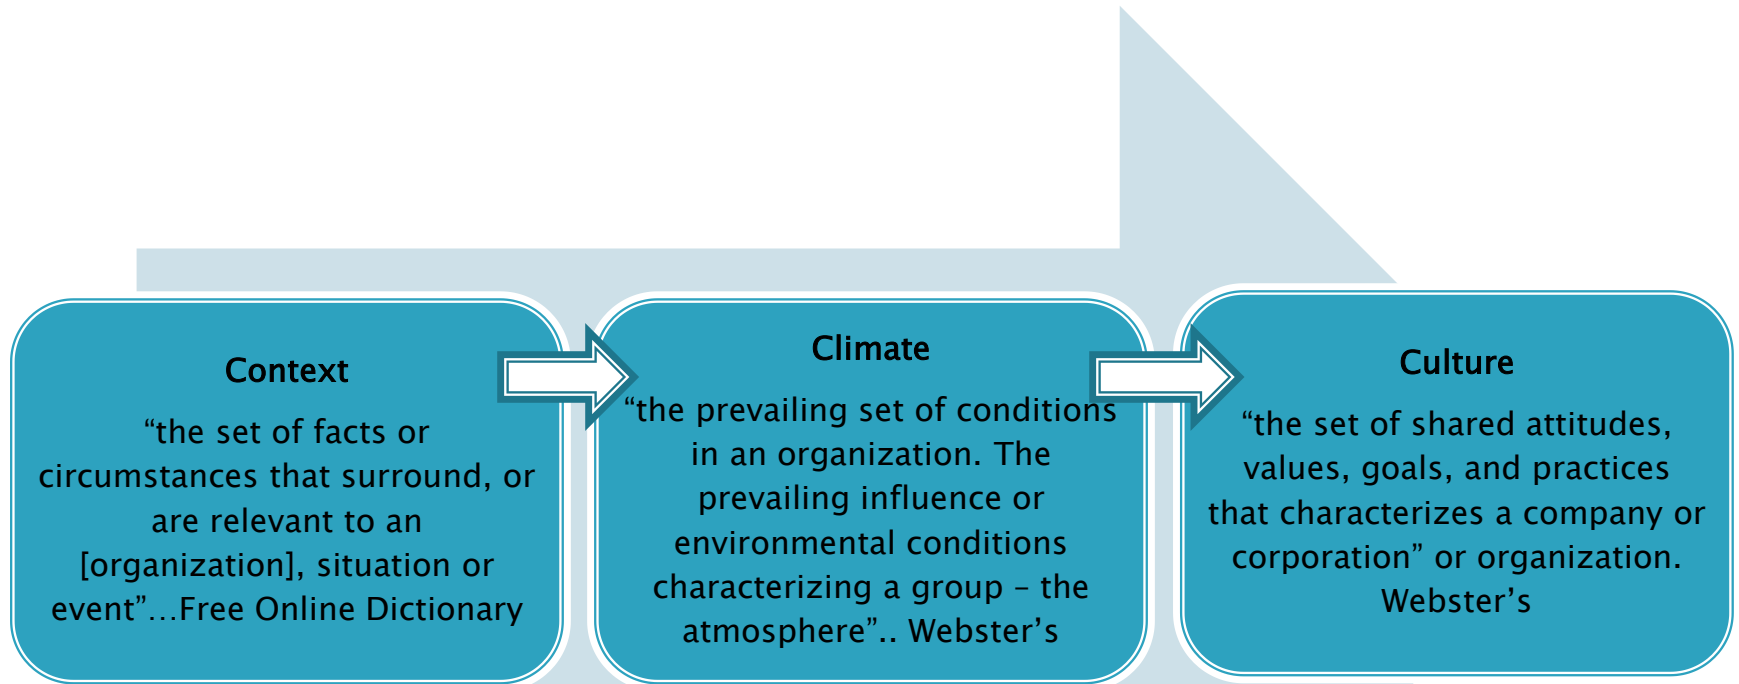 Context
“the set of facts or
circumstances that surround, or
are relevant to an
[organization], situation or
event”…Free Online Dictionary
Climate
“the prevailing set of conditions
in an organization. The
prevailing influence or
environmental conditions
characterizing a group – the
atmosphere”.. Webster’s
Culture
“the set of shared attitudes,
values, goals, and practices
that characterizes a company or
corporation” or organization.
Webster’s